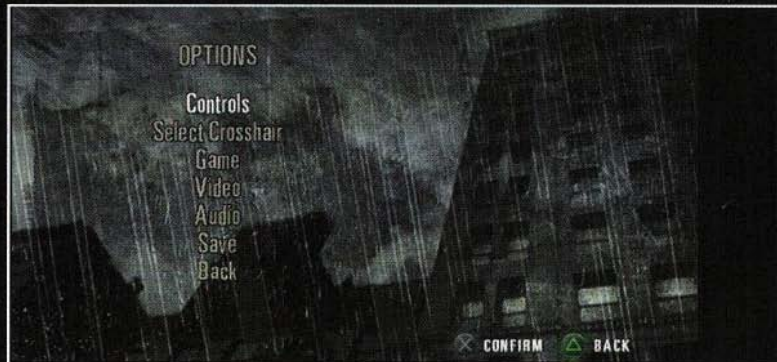 OPTIONS
Controls
Select Crosshair
Game
Video
Audio
Save
Back
CONFIRM BACK